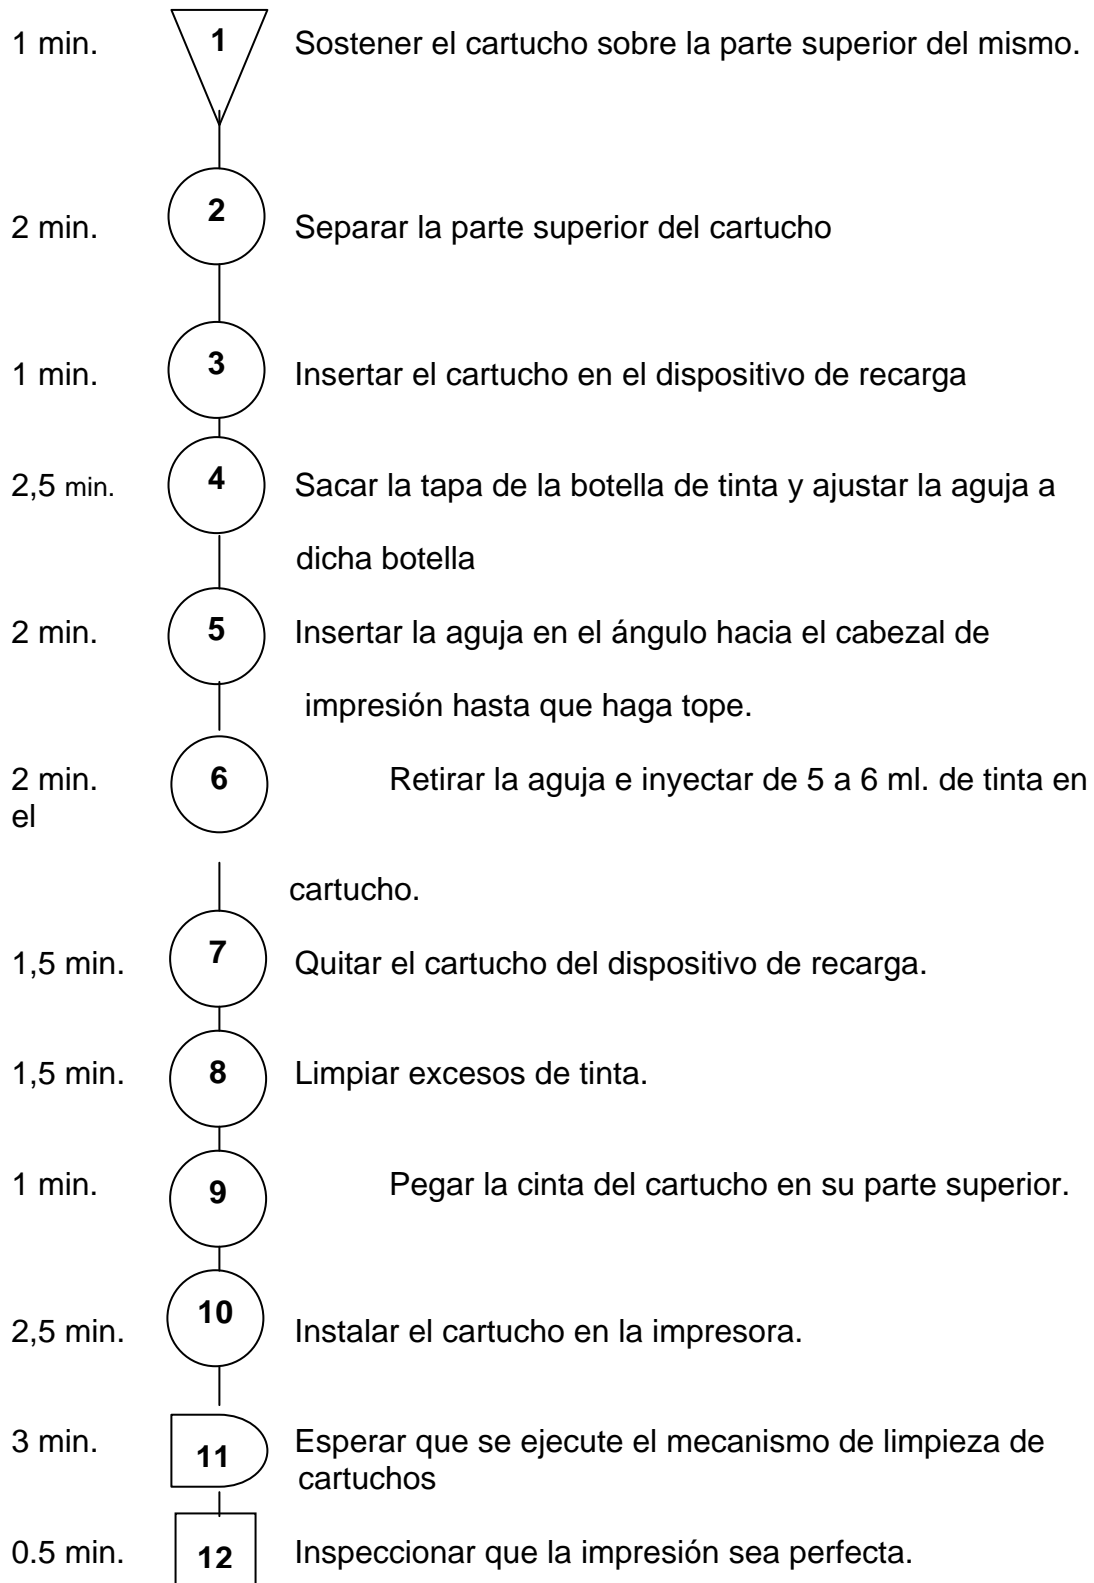 1 min. 1 Sostener el cartucho sobre la parte superior del mismo.
2 min. 2 Separar la parte superior del cartucho
1 min. 3 Insertar el cartucho en el dispositivo de recarga
2,5 min. 4 Sacar la tapa de la botella de tinta y ajustar la aguja a
dicha botella
2 min. 5 Insertar la aguja en el ángulo hacia el cabezal de
impresión hasta que haga tope.
2 min. 6 Retirar la aguja e inyectar de 5 a 6 ml. de tinta en
el
cartucho.
1,5 min. 7 Quitar el cartucho del dispositivo de recarga.
1,5 min. 8 Limpiar excesos de tinta.
1 min. 9 Pegar la cinta del cartucho en su parte superior.
2,5 min. 10 Instalar el cartucho en la impresora.
3 min. 11 Esperar que se ejecute el mecanismo de limpieza de
cartuchos
0.5 min. 12 Inspeccionar que la impresión sea perfecta.